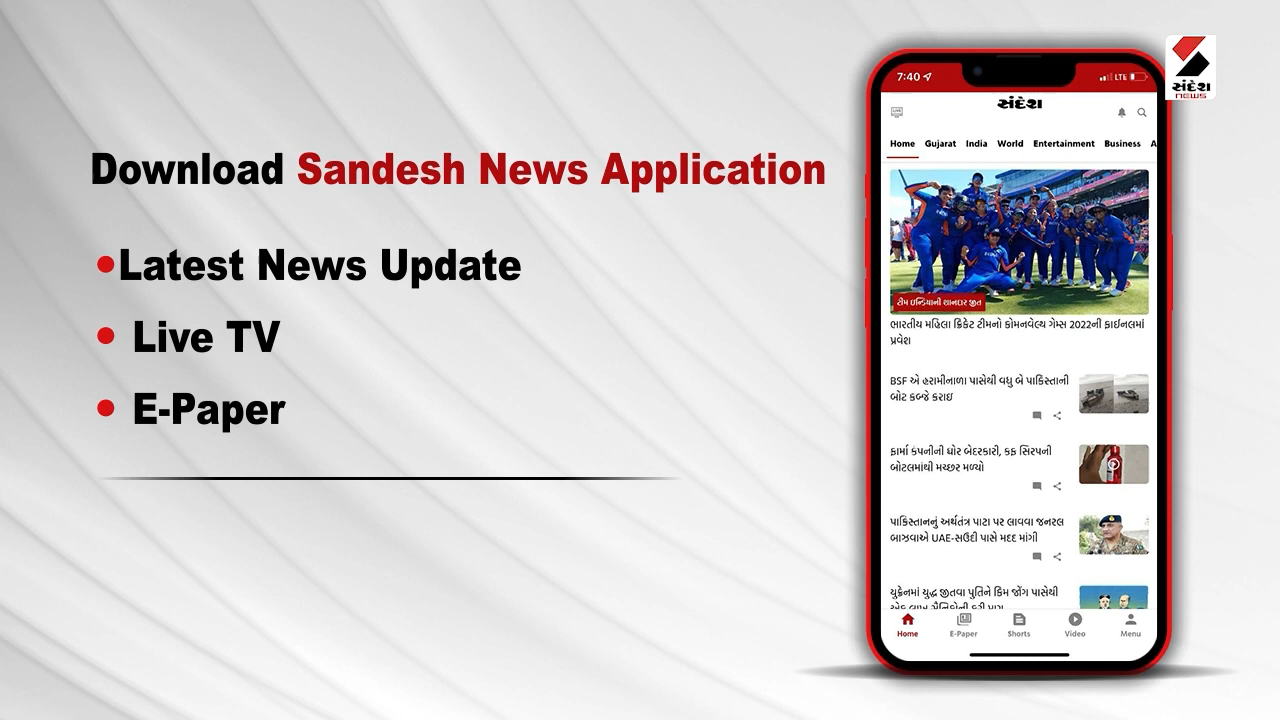 Download Sandesh News Application
•Latest News Update
• Live TV
• E-Paper
સંદેશ
NEWS
7:40
LTE
LIVE
સંદેશ
Home Gujarat India World Entertainment Business A
ટીમ ઇન્ડિયાની શાનદાર જીત
ભારતીય મહિલા ક્રિકેટ ટીમનો કોમનવેલ્થ ગેમ્સ 2022ની ફાઈનલમાં
પ્રવેશ
BSF એ હરામીનાળા પાસેથી વધુ બે પાકિસ્તાની
બોટ કબ્જે કરાઇ
ફાર્મા કંપનીની ઘોર બેદરકારી, કફ સિરપની
બોટલમાંથી મચ્છર મળ્યો
પાકિસ્તાનનું અર્થતંત્ર પાટા પર લાવવા જનરલ
બાઝવાએ UAE-સઉદી પાસે મદદ માંગી
યુક્રેનમાં યુદ્ધ જીતવા પુતિને કિમ જોંગ પાસેથી
Home E-Paper Shorts Video Menu